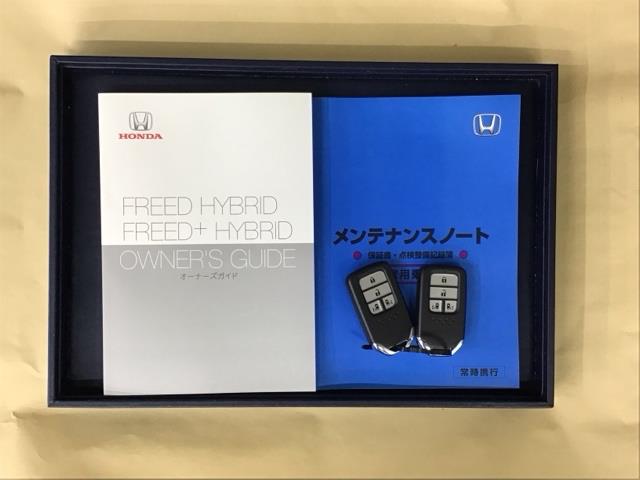 HONDA
FREED HYBRID
FREED+ HYBRID
OWNER'S GUIDE
オーナーズガイド
メンテナンスノート
保証書・点検整備記録簿
用
常時携行